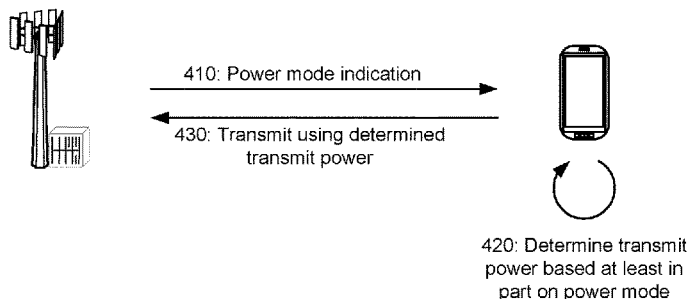 410: Power mode indication
430: Transmit using determined
transmit power
420: Determine transmit
power based at least in
part on power mode